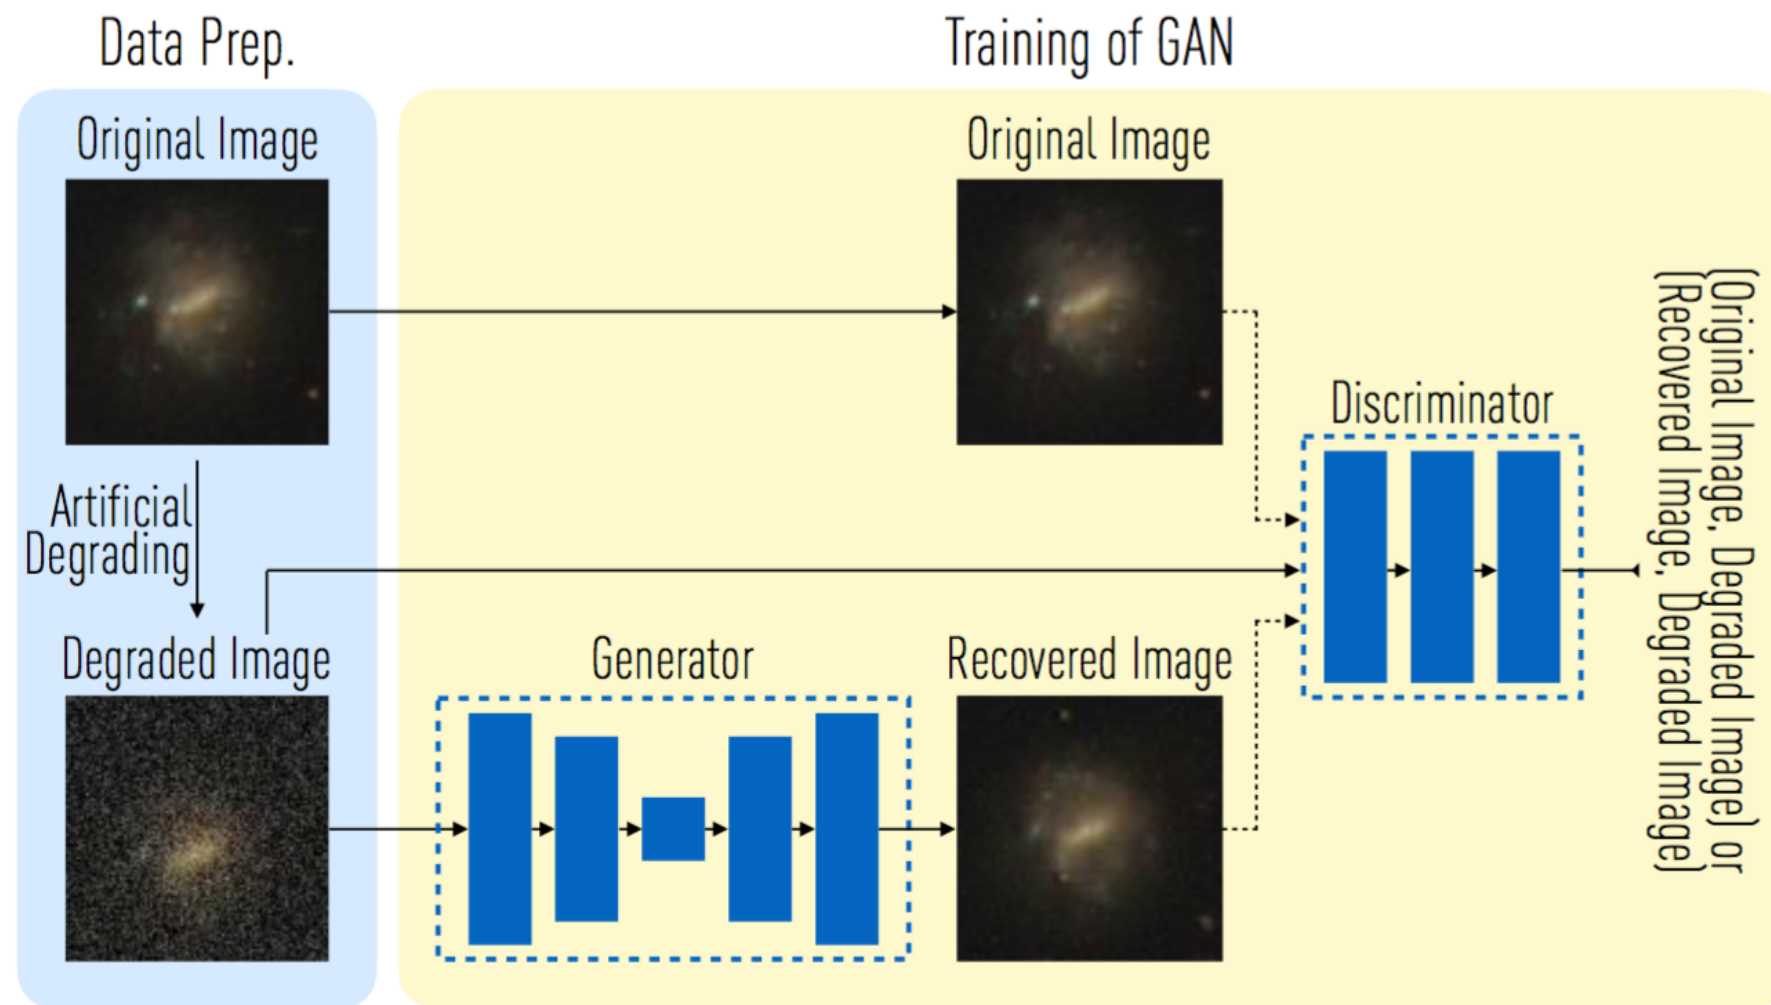 Data Prep.
Training of GAN
Original Image
Original Image
Artificial
Degrading
Discriminator
(Original Image, Degraded Image) or
(Recovered Image, Degraded Image)
Degraded Image
Generator
Recovered Image